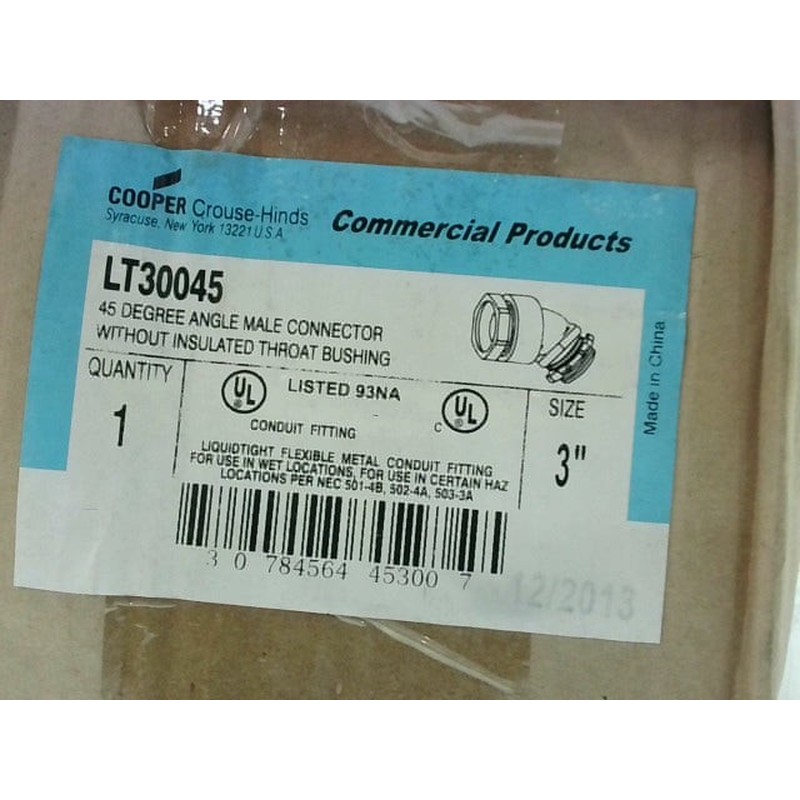 COOPER Crouse-Hinds
Syracuse, New York 13221 U.S.A.
Commercial Products
LT30045
45 DEGREE ANGLE MALE CONNECTOR
WITHOUT INSULATED THROAT BUSHING
QUANTITY
1
UL
LISTED 93NA
C UL
CONDUIT FITTING
LIQUIDTIGHT FLEXIBLE METAL CONDUIT FITTING
FOR USE IN WET LOCATIONS, FOR USE IN CERTAIN HAZ
LOCATIONS PER NEC 501-4B, 502-4A, 503-3A
SIZE
3"
Made in China
3 0 784564 45300 7
12/2013